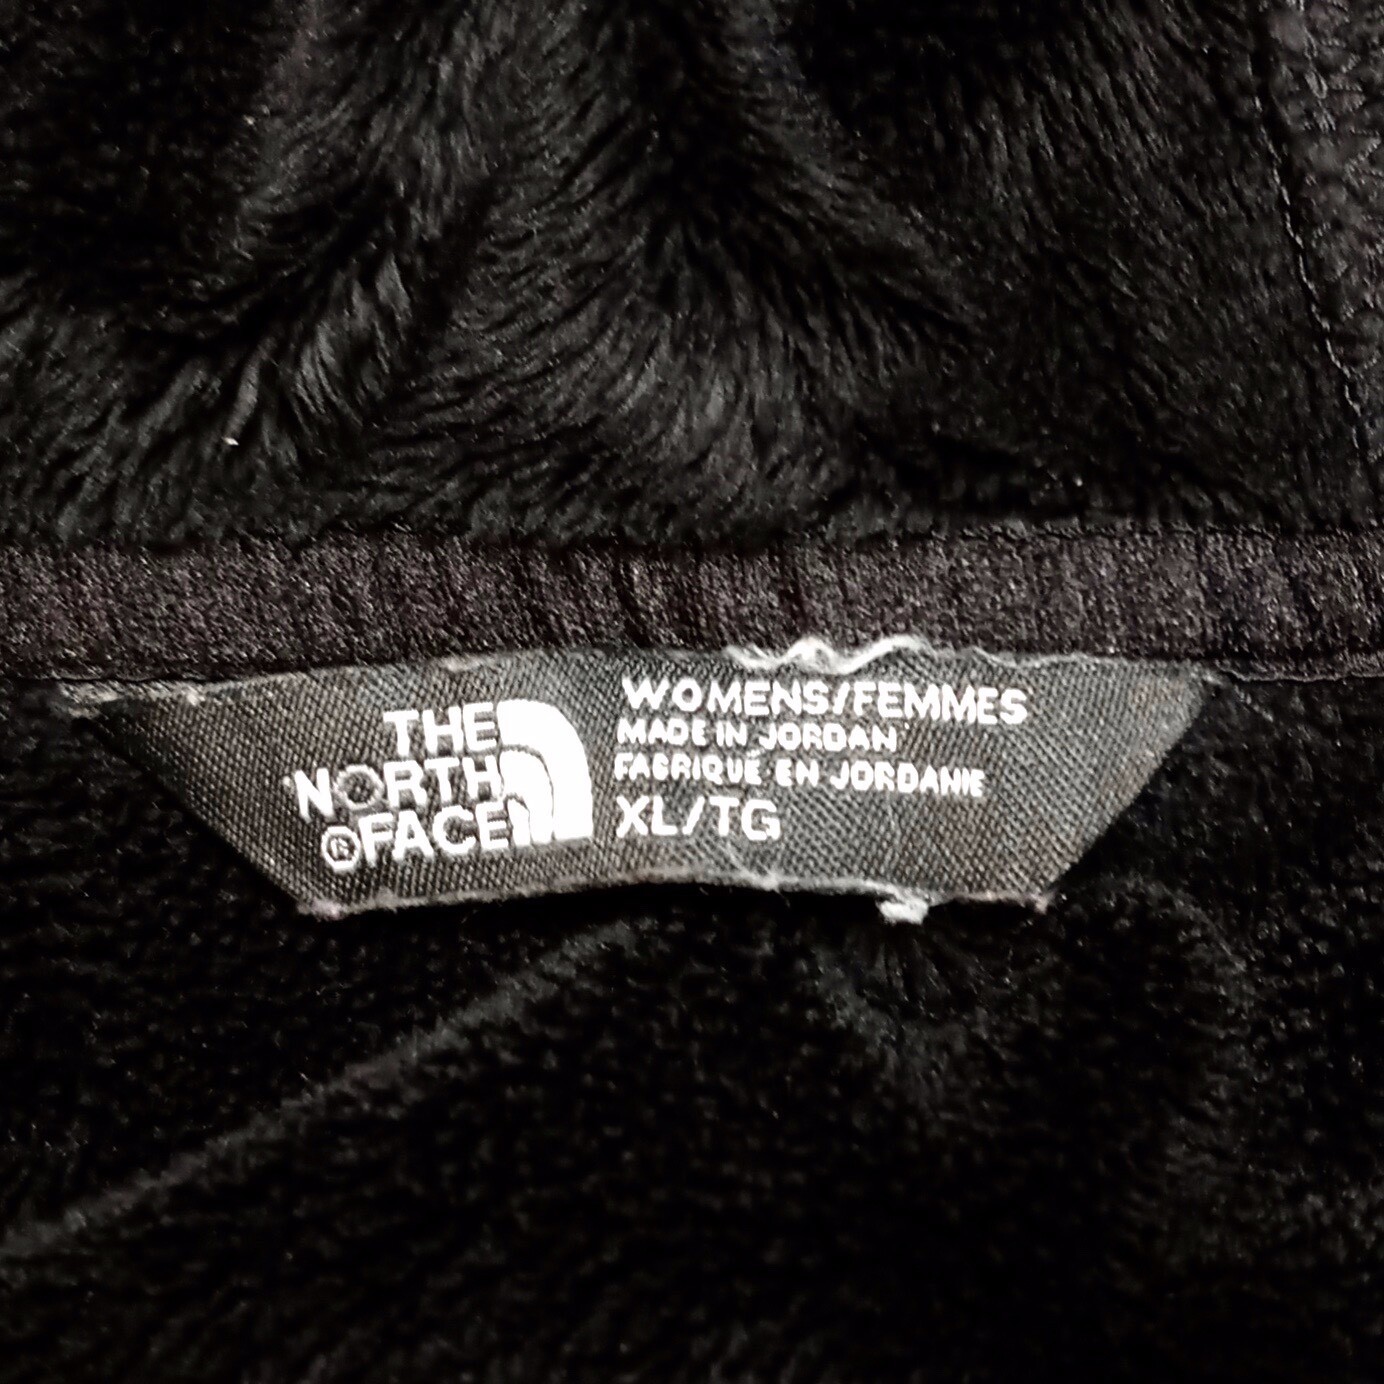 THE
NORTH
®FACE
WOMENS/FEMMES
MADE IN JORDAN
FABRIQUÉ EN JORDANIE
XL/TG